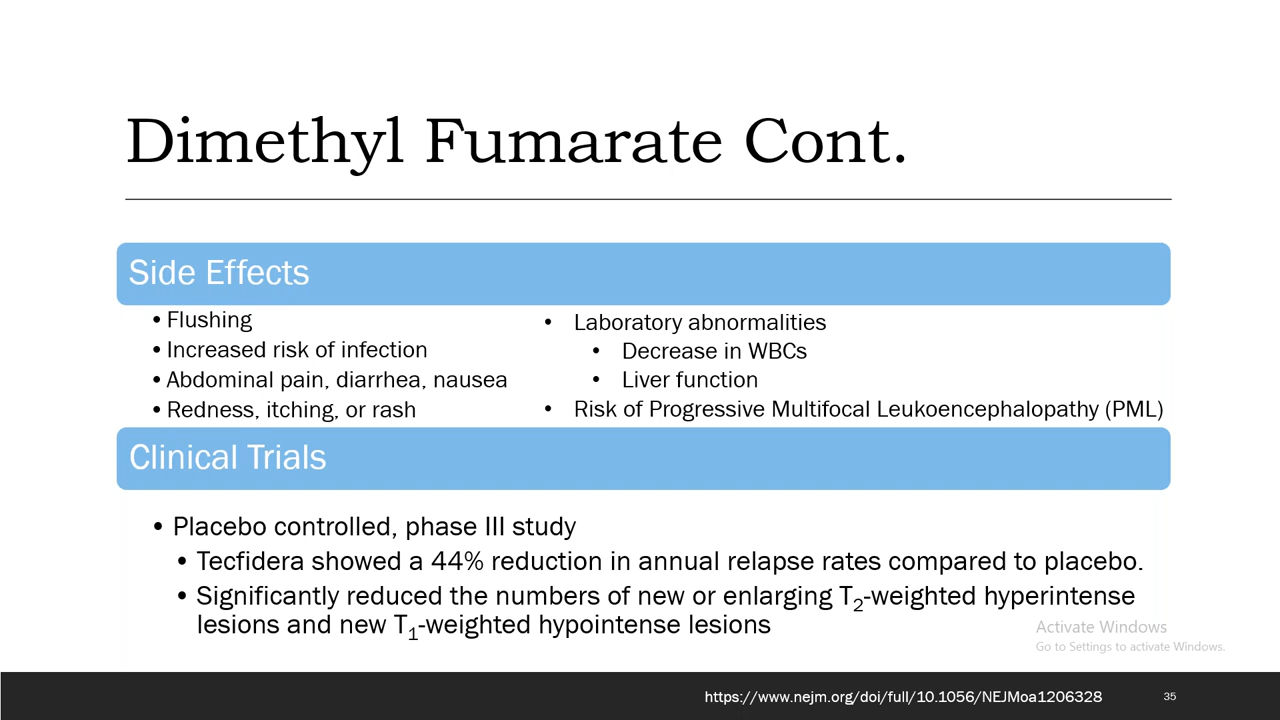 Dimethyl Fumarate Cont.
Side Effects
• Flushing
• Increased risk of infection
• Abdominal pain, diarrhea, nausea
• Redness, itching, or rash
• Laboratory abnormalities
• Decrease in WBCs
• Liver function
• Risk of Progressive Multifocal Leukoencephalopathy (PML)
Clinical Trials
• Placebo controlled, phase III study
• Tecfidera showed a 44% reduction in annual relapse rates compared to placebo.
• Significantly reduced the numbers of new or enlarging T2-weighted hyperintense
lesions and new T1-weighted hypointense lesions
Activate Windows
Go to Settings to activate Windows.
https://www.nejm.org/doi/full/10.1056/NEJMoa1206328
35